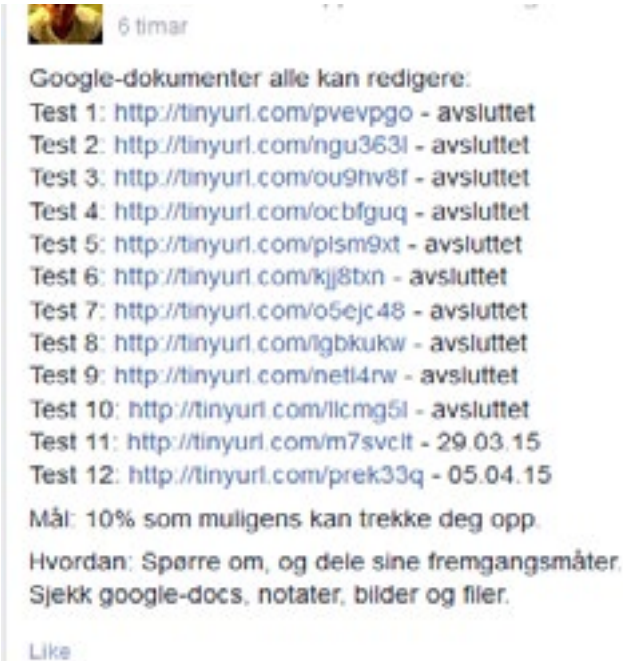 6 timar
Google-dokumenter alle kan redigere:
Test 1: http://tinyurl.com/pvevpgo - avsluttet
Test 2: http://tinyurl.com/ngu363l - avsluttet
Test 3: http://tinyurl.com/ou9hv8f - avsluttet
Test 4: http://tinyurl.com/ocbfguq - avsluttet
Test 5: http://tinyurl.com/plsm9xt - avsluttet
Test 6: http://tinyurl.com/kjj8txn - avsluttet
Test 7: http://tinyurl.com/o5ejc48 - avsluttet
Test 8: http://tinyurl.com/lgbkukw - avsluttet
Test 9: http://tinyurl.com/netl4rw - avsluttet
Test 10: http://tinyurl.com/llcmg5l - avsluttet
Test 11: http://tinyurl.com/m7svclt - 29.03.15
Test 12: http://tinyurl.com/prek33q - 05.04.15
Mål: 10% som muligens kan trekke deg opp.
Hvordan: Spørre om, og dele sine fremgangsmåter.
Sjekk google-docs, notater, bilder og filer.
Like